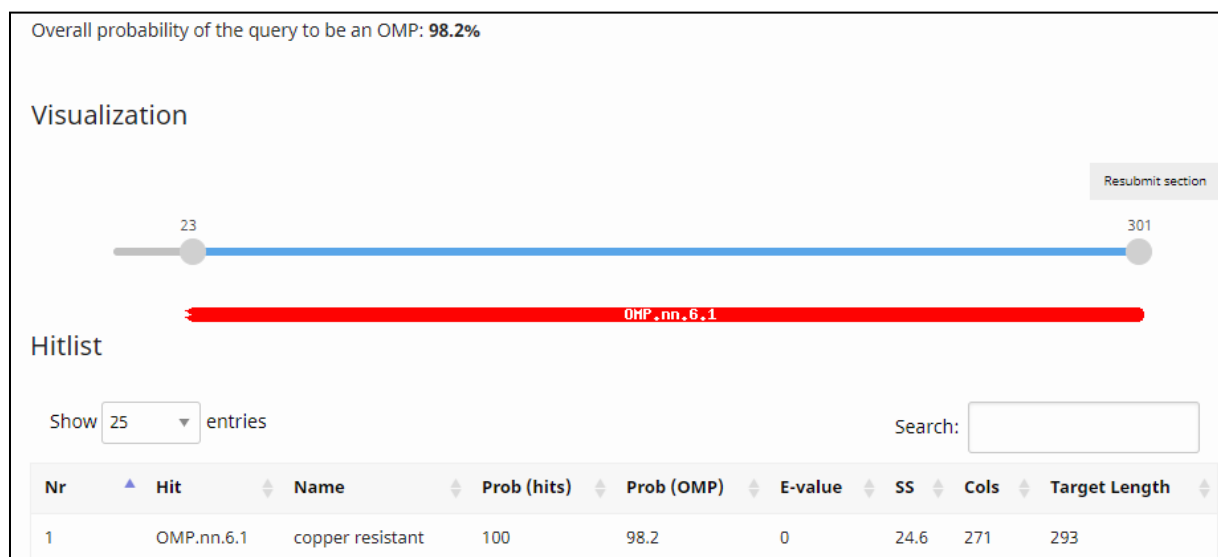 Overall probability of the query to be an OMP: 98.2%
Visualization
Resubmit section
23 301
OMP.nn.6.1
Hitlist
Show 25 entries Search:
Nr Hit Name Prob (hits) Prob (OMP) E-value SS Cols Target Length
1 OMP.nn.6.1 copper resistant 100 98.2 0 24.6 271 293